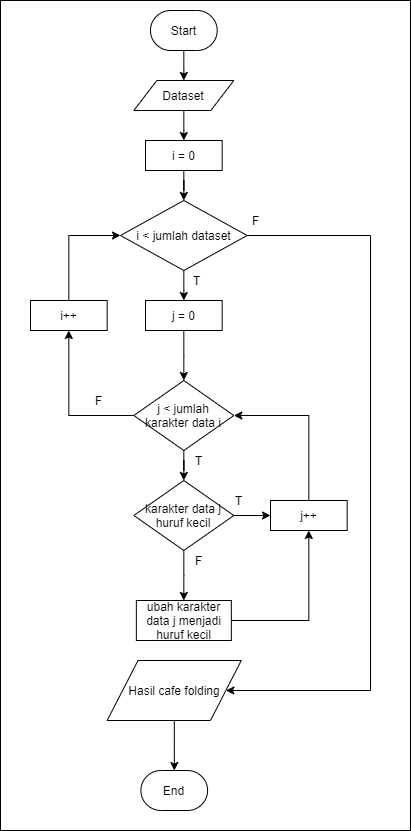 Start
Dataset
i = 0
i < jumlah dataset
F
T
i++
j = 0
j < jumlah
karakter data i
F
T
karakter data j
huruf kecil
T
j++
F
ubah karakter
data j menjadi
huruf kecil
Hasil cafe folding
End